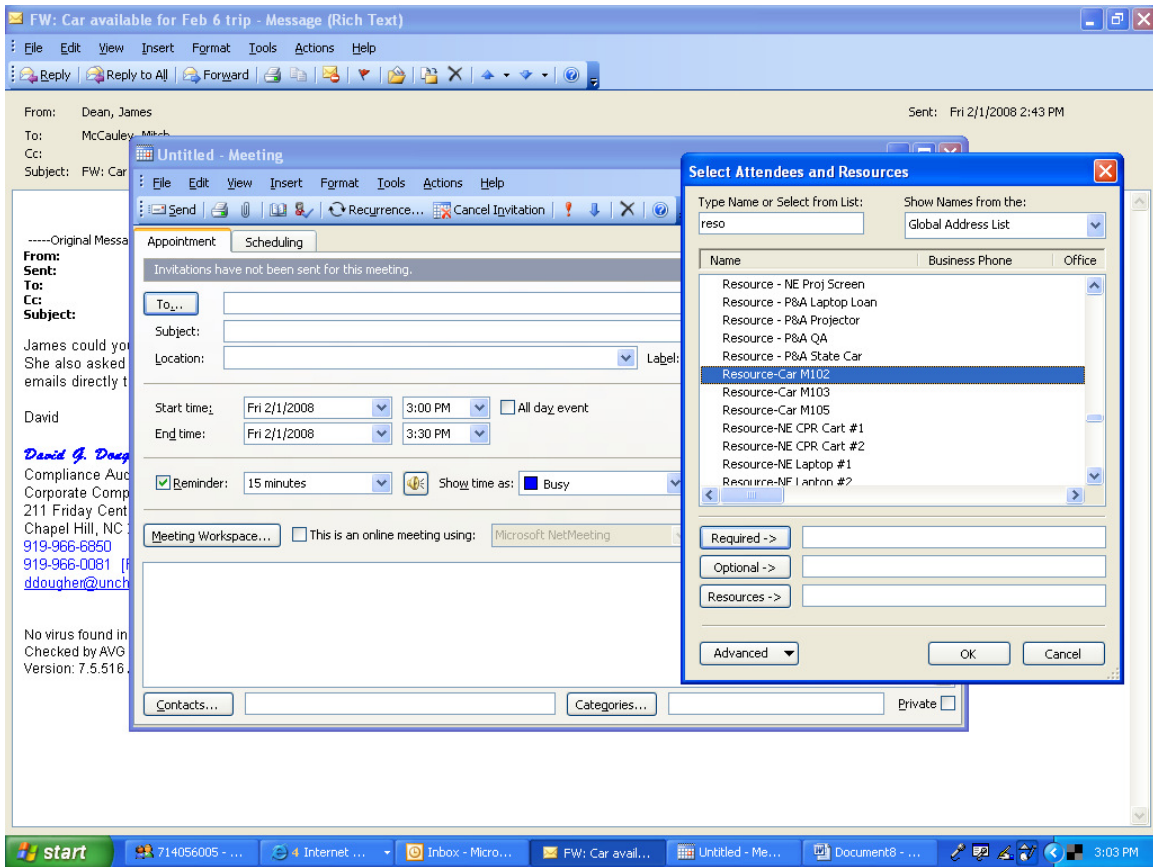 FW: Car available for Feb 6 trip - Message (Rich Text)
File Edit View Insert Format Tools Actions Help
Reply Reply to All Forward
From: Dean, James Sent: Fri 2/1/2008 2:43 PM
To: McCauley, Mitch
Cc:
Subject: FW: Car
-----Original Messa
From:
Sent:
To:
Cc:
Subject:
James could you
She also asked
emails directly t
David
David G. Doug
Compliance Aud
Corporate Comp
211 Friday Cent
Chapel Hill, NC
919-966-6850
919-966-0081 [F
ddougher@unch
No virus found in
Checked by AVG
Version: 7.5.516
Untitled - Meeting
File Edit View Insert Format Tools Actions Help
Send Recurrence... Cancel Invitation
Appointment Scheduling
Invitations have not been sent for this meeting.
To...
Subject:
Location: Label:
Start time: Fri 2/1/2008 3:00 PM All day event
End time: Fri 2/1/2008 3:30 PM
Reminder: 15 minutes Show time as: Busy
Meeting Workspace... This is an online meeting using: Microsoft NetMeeting
Contacts... Categories... Private
Select Attendees and Resources
Type Name or Select from List: Show Names from the:
reso Global Address List
Name Business Phone Office
Resource - NE Proj Screen
Resource - P&A Laptop Loan
Resource - P&A Projector
Resource - P&A QA
Resource - P&A State Car
Resource-Car M102
Resource-Car M103
Resource-Car M105
Resource-NE CPR Cart #1
Resource-NE CPR Cart #2
Resource-NE Laptop #1
Resource-NE Laptop #2
Required ->
Optional ->
Resources ->
Advanced OK Cancel
start 714056005 - ... 4 Internet ... Inbox - Micro... FW: Car avail... Untitled - Me... Document8 - ... 3:03 PM